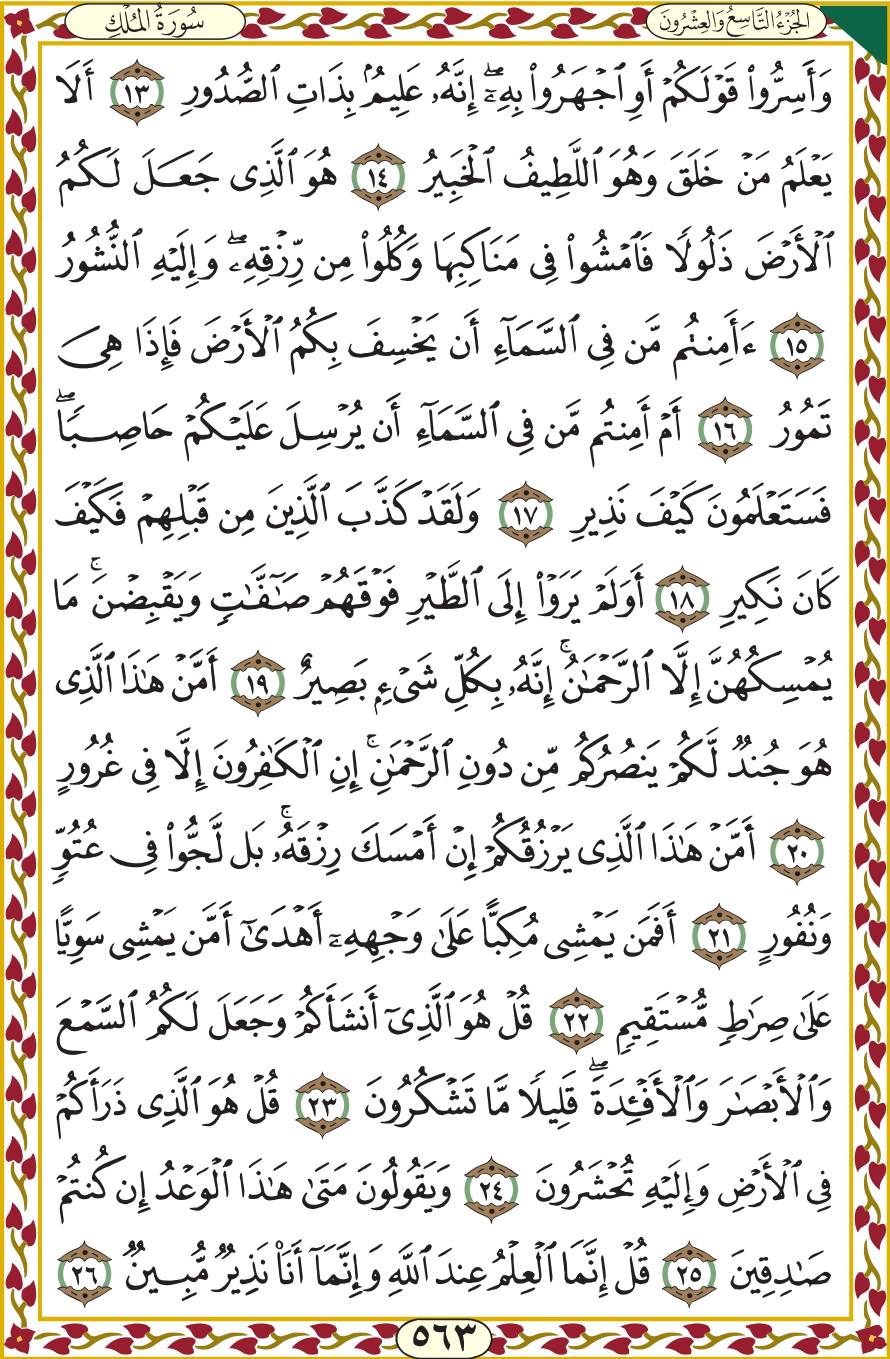 الجُزْءُ التَّاسِعُ وَالعِشْرُونَ
سُورَةُ المُلْكِ
وَأَسِرُّوا۟ قَوْلَكُمْ أَوِ ٱجْهَرُوا۟ بِهِۦٓ ۖ إِنَّهُۥ عَلِيمٌۢ بِذَاتِ ٱلصُّدُورِ ١٣ أَلَا
يَعْلَمُ مَنْ خَلَقَ وَهُوَ ٱللَّطِيفُ ٱلْخَبِيرُ ١٤ هُوَ ٱلَّذِى جَعَلَ لَكُمُ
ٱلْأَرْضَ ذَلُولًا فَٱمْشُوا۟ فِى مَنَاكِبِهَا وَكُلُوا۟ مِن رِّزْقِهِۦ ۖ وَإِلَيْهِ ٱلنُّشُورُ
١٥ ءَأَمِنتُم مَّن فِى ٱلسَّمَآءِ أَن يَخْسِفَ بِكُمُ ٱلْأَرْضَ فَإِذَا هِىَ
تَمُورُ ١٦ أَمْ أَمِنتُم مَّن فِى ٱلسَّمَآءِ أَن يُرْسِلَ عَلَيْكُمْ حَاصِبًا ۖ
فَسَتَعْلَمُونَ كَيْفَ نَذِيرِ ١٧ وَلَقَدْ كَذَّبَ ٱلَّذِينَ مِن قَبْلِهِمْ فَكَيْفَ
كَانَ نَكِيرِ ١٨ أَوَلَمْ يَرَوْا۟ إِلَى ٱلطَّيْرِ فَوْقَهُمْ صَـٰٓفَّـٰتٍ وَيَقْبِضْنَ ۚ مَا
يُمْسِكُهُنَّ إِلَّا ٱلرَّحْمَـٰنُ ۚ إِنَّهُۥ بِكُلِّ شَىْءٍۭ بَصِيرٌ ١٩ أَمَّنْ هَـٰذَا ٱلَّذِى
هُوَ جُندٌ لَّكُمْ يَنصُرُكُم مِّن دُونِ ٱلرَّحْمَـٰنِ ۚ إِنِ ٱلْكَـٰفِرُونَ إِلَّا فِى غُرُورٍ
٢٠ أَمَّنْ هَـٰذَا ٱلَّذِى يَرْزُقُكُمْ إِنْ أَمْسَكَ رِزْقَهُۥ ۚ بَل لَّجُّوا۟ فِى عُتُوٍّ
وَنُفُورٍ ٢١ أَفَمَن يَمْشِى مُكِبًّا عَلَىٰ وَجْهِهِۦٓ أَهْدَىٰٓ أَمَّن يَمْشِى سَوِيًّا
عَلَىٰ صِرَٰطٍ مُّسْتَقِيمٍ ٢٢ قُلْ هُوَ ٱلَّذِىٓ أَنشَأَكُمْ وَجَعَلَ لَكُمُ ٱلسَّمْعَ
وَٱلْأَبْصَـٰرَ وَٱلْأَفْـِٔدَةَ ۖ قَلِيلًا مَّا تَشْكُرُونَ ٢٣ قُلْ هُوَ ٱلَّذِى ذَرَأَكُمْ
فِى ٱلْأَرْضِ وَإِلَيْهِ تُحْشَرُونَ ٢٤ وَيَقُولُونَ مَتَىٰ هَـٰذَا ٱلْوَعْدُ إِن كُنتُمْ
صَـٰدِقِينَ ٢٥ قُلْ إِنَّمَا ٱلْعِلْمُ عِندَ ٱللَّهِ وَإِنَّمَآ أَنَا۠ نَذِيرٌ مُّبِينٌ ٢٦
٥٦٣